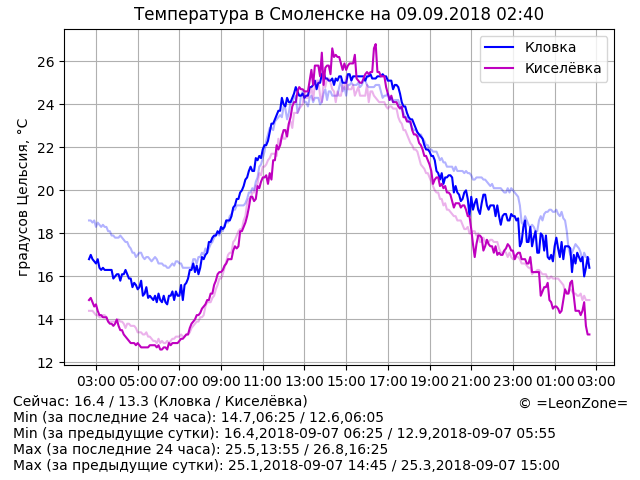 Температура в Смоленске на 09.09.2018 02:40
градусов Цельсия, °C
26
24
22
20
18
16
14
12
Кловка
Киселёвка
03:00 05:00 07:00 09:00 11:00 13:00 15:00 17:00 19:00 21:00 23:00 01:00 03:00
Сейчас: 16.4 / 13.3 (Кловка / Киселёвка)
© =LeonZone=
Min (за последние 24 часа): 14.7,06:25 / 12.6,06:05
Min (за предыдущие сутки): 16.4,2018-09-07 06:25 / 12.9,2018-09-07 05:55
Max (за последние 24 часа): 25.5,13:55 / 26.8,16:25
Max (за предыдущие сутки): 25.1,2018-09-07 14:45 / 25.3,2018-09-07 15:00